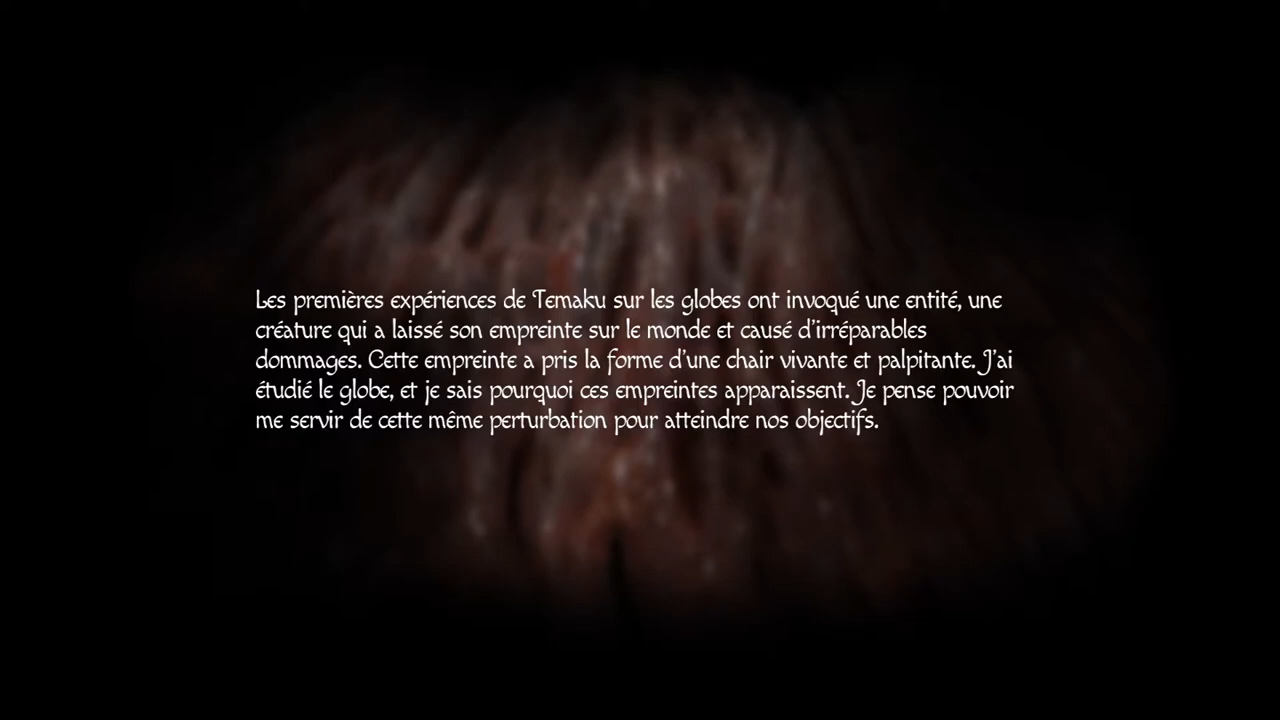 Les premières expériences de Temaku sur les globes ont invoqué une entité, une
créature qui a laissé son empreinte sur le monde et causé d'irréparables
dommages. Cette empreinte a pris la forme d'une chair vivante et palpitante. J'ai
étudié le globe, et je sais pourquoi ces empreintes apparaissent. Je pense pouvoir
me servir de cette même perturbation pour atteindre nos objectifs.